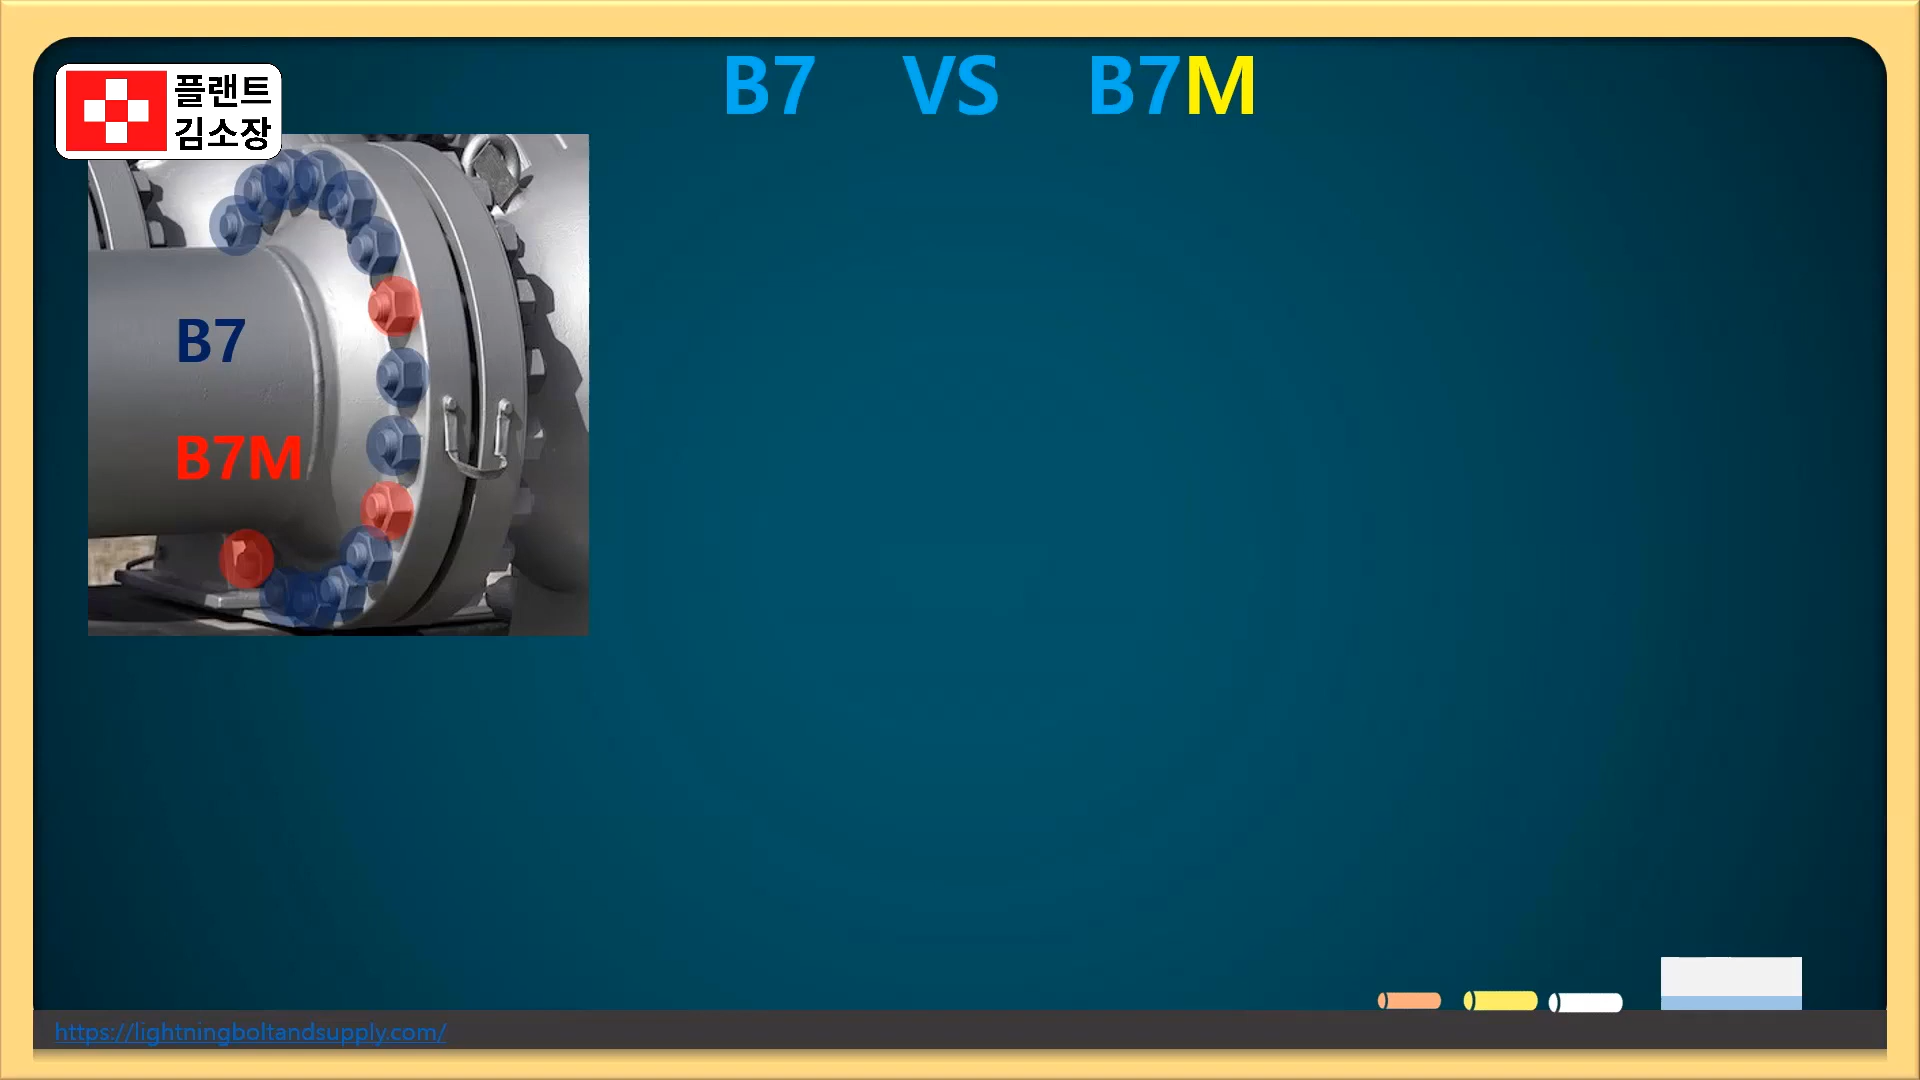 B7 VS B7M
플랜트
김소장
B7
B7M
https://lightningboltandsupply.com/